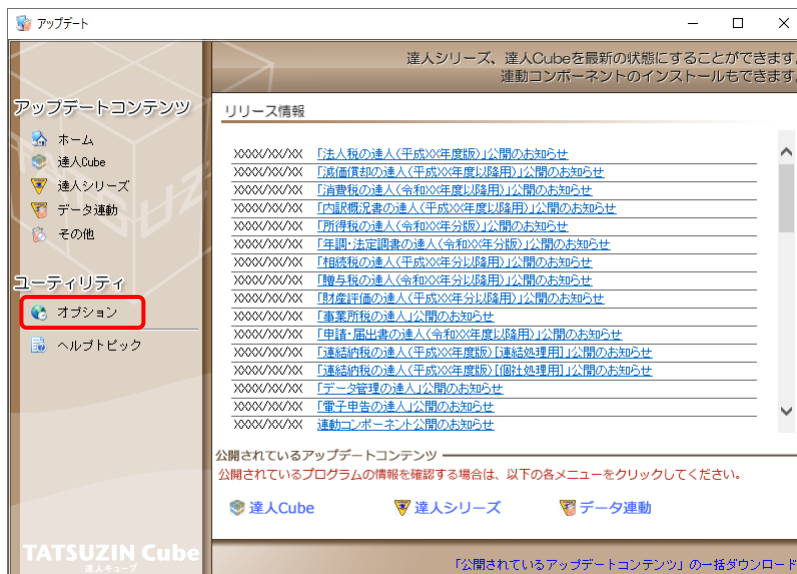 アップデート
達人シリーズ、達人Cubeを最新の状態にすることができます。
連動コンポーネントのインストールもできます。
アップデートコンテンツ
ホーム
達人Cube
達人シリーズ
データ連動
その他
ユーティリティ
オプション
ヘルプトピック
TATSUZIN Cube
達人キューブ
リリース情報
XXXX/XX/XX 「法人税の達人(平成XX年度版)」公開のお知らせ
XXXX/XX/XX 「減価償却の達人(平成XX年度以降用)」公開のお知らせ
XXXX/XX/XX 「消費税の達人(令和XX年度以降用)」公開のお知らせ
XXXX/XX/XX 「内訳概況書の達人(平成XX年度以降用)」公開のお知らせ
XXXX/XX/XX 「所得税の達人(令和XX年分版)」公開のお知らせ
XXXX/XX/XX 「年調・法定調書の達人(令和XX年分版)」公開のお知らせ
XXXX/XX/XX 「相続税の達人(平成XX年分以降用)」公開のお知らせ
XXXX/XX/XX 「贈与税の達人(令和XX年分以降用)」公開のお知らせ
XXXX/XX/XX 「財産評価の達人(平成XX年分以降用)」公開のお知らせ
XXXX/XX/XX 「事業所税の達人」公開のお知らせ
XXXX/XX/XX 「申請・届出書の達人(令和XX年度以降用)」公開のお知らせ
XXXX/XX/XX 「連結納税の達人(平成XX年度版)[連結処理用]」公開のお知らせ
XXXX/XX/XX 「連結納税の達人(平成XX年度版)[個社処理用]」公開のお知らせ
XXXX/XX/XX 「データ管理の達人」公開のお知らせ
XXXX/XX/XX 「電子申告の達人」公開のお知らせ
XXXX/XX/XX 連動コンポーネント公開のお知らせ
公開されているアップデートコンテンツ
公開されているプログラムの情報を確認する場合は、以下の各メニューをクリックしてください。
達人Cube 達人シリーズ データ連動
「公開されているアップデートコンテンツ」の一括ダウンロード